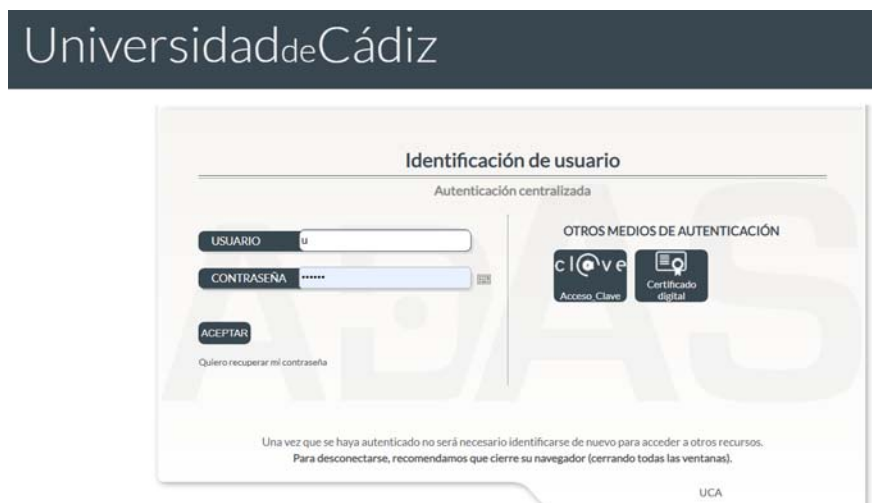 UniversidaddeCádiz
Identificación de usuario
Autenticación centralizada
USUARIO u
CONTRASEÑA ······
ACEPTAR
Quiero recuperar mi contraseña
OTROS MEDIOS DE AUTENTICACIÓN
cl@ve
Acceso_Clave
Certificado
digital
ADAS
Una vez que se haya autenticado no será necesario identificarse de nuevo para acceder a otros recursos.
Para desconectarse, recomendamos que cierre su navegador (cerrando todas las ventanas).
UCA